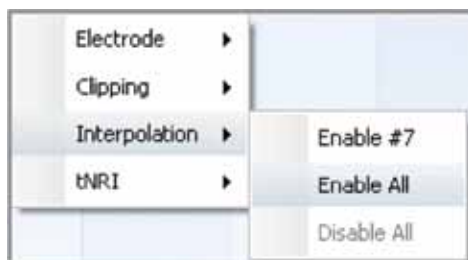 Electrode
Clipping
Interpolation
tNRI
Enable #7
Enable All
Disable All